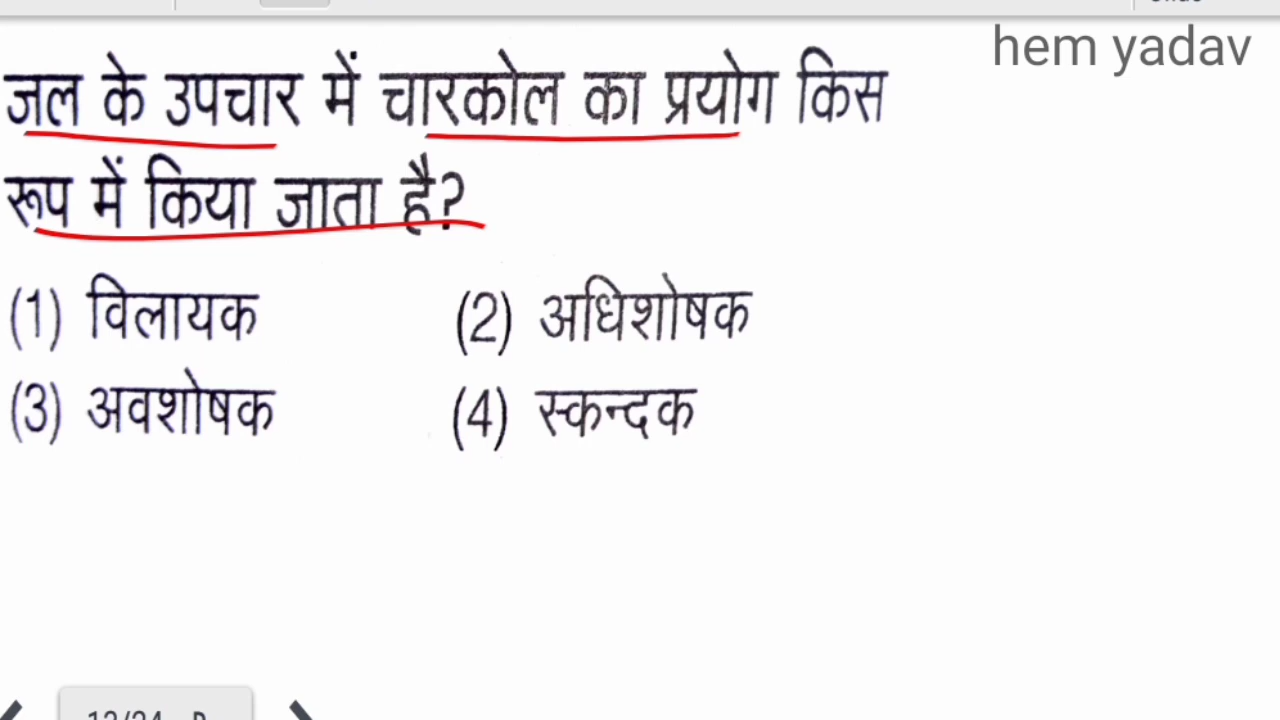 hem yadav
जल के उपचार में चारकोल का प्रयोग किस
रूप में किया जाता है?
(1) विलायक (2) अधिशोषक
(3) अवशोषक (4) स्कन्दक